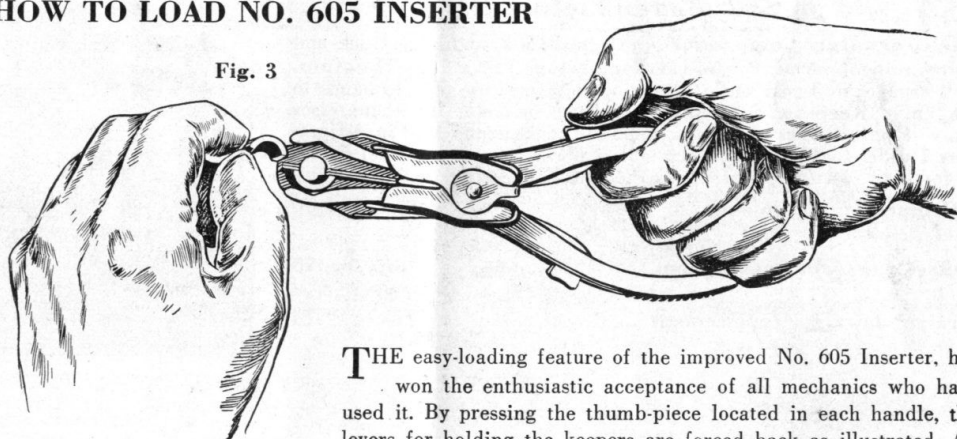 HOW TO LOAD NO. 605 INSERTER
Fig. 3
THE easy-loading feature of the improved No. 605 Inserter, h
won the enthusiastic acceptance of all mechanics who ha
used it. By pressing the thumb-piece located in each handle, t
levers for holding the keepers are forced back as illustrated.